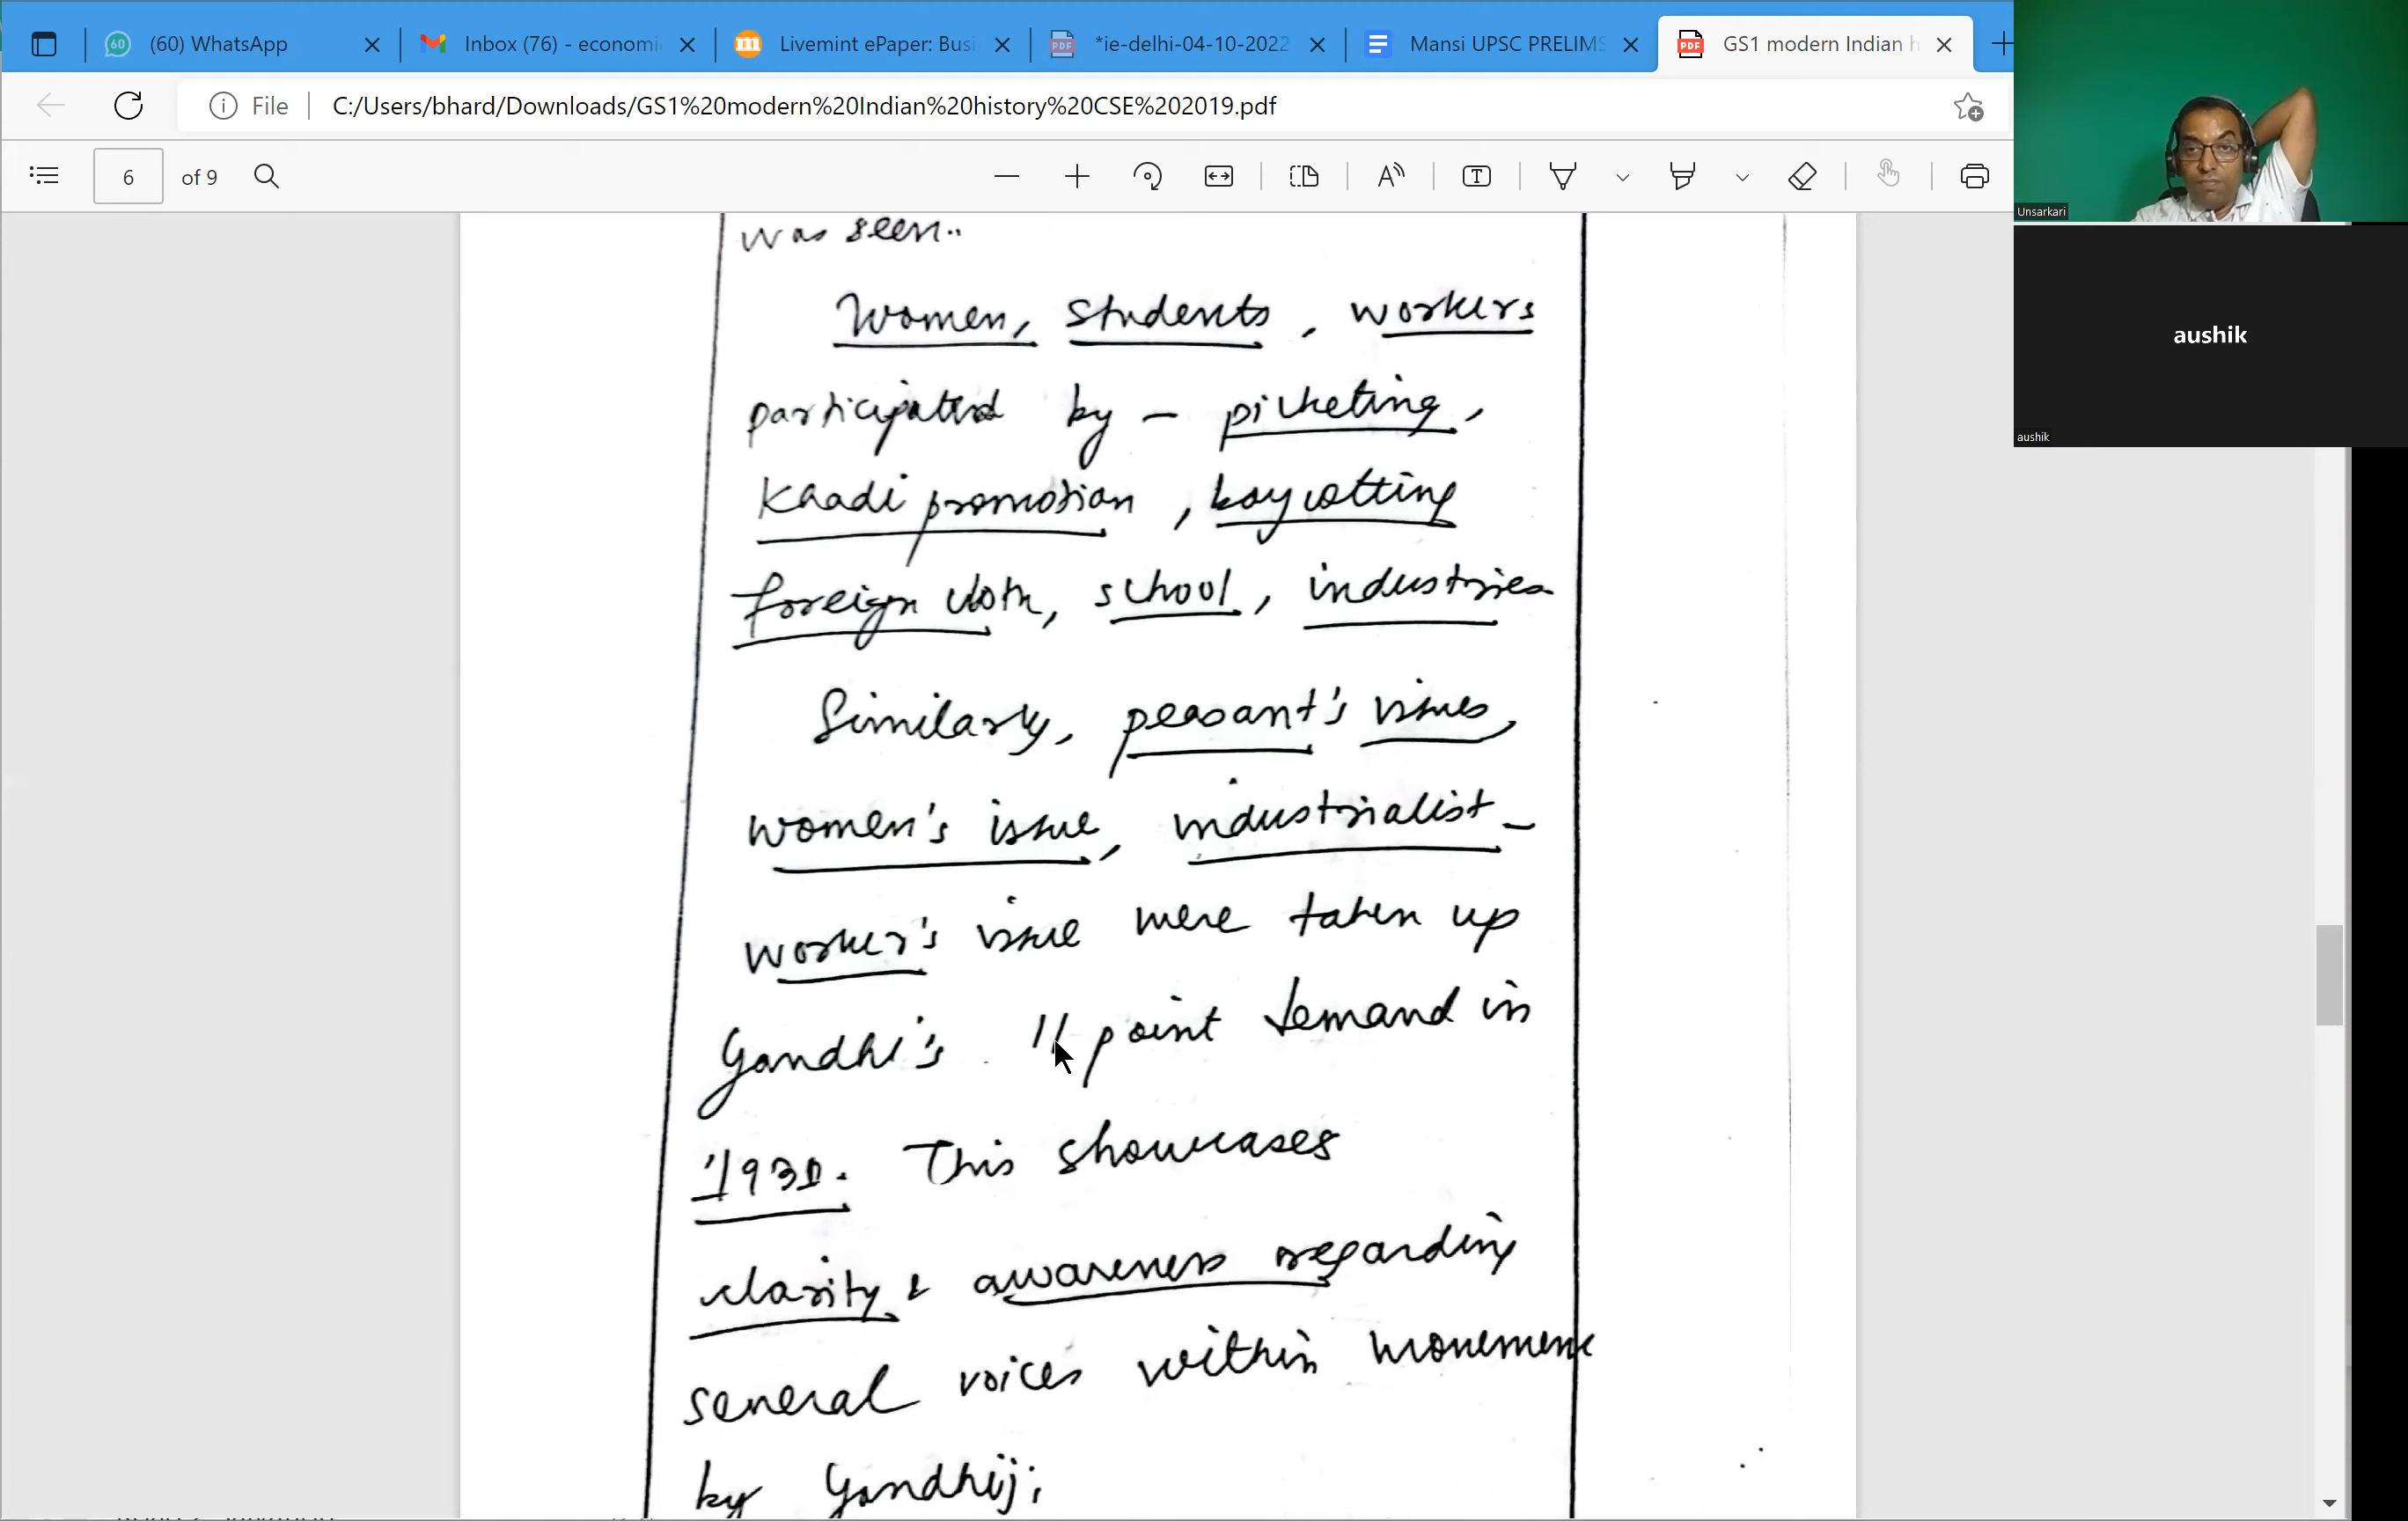 (60) WhatsApp
Inbox (76) - economi
Livemint ePaper: Busi
*ie-delhi-04-10-2022
Mansi UPSC PRELIMS
GS1 modern Indian h
File
C:/Users/bhard/Downloads/GS1%20modern%20Indian%20history%20CSE%202019.pdf
6 of 9
Unsarkari
aushik
aushik
was seen..
Women, students, workers
participated by - picketing,
Khadi promotion, boycotting
foreign cloth, school, industries
Similarly, peasant's issues,
women's issue, industrialist -
worker's issue were taken up
Gandhi's 11 point demand in
This showcases
clarity & awareness regarding
several voices within movement
by Gandhiji